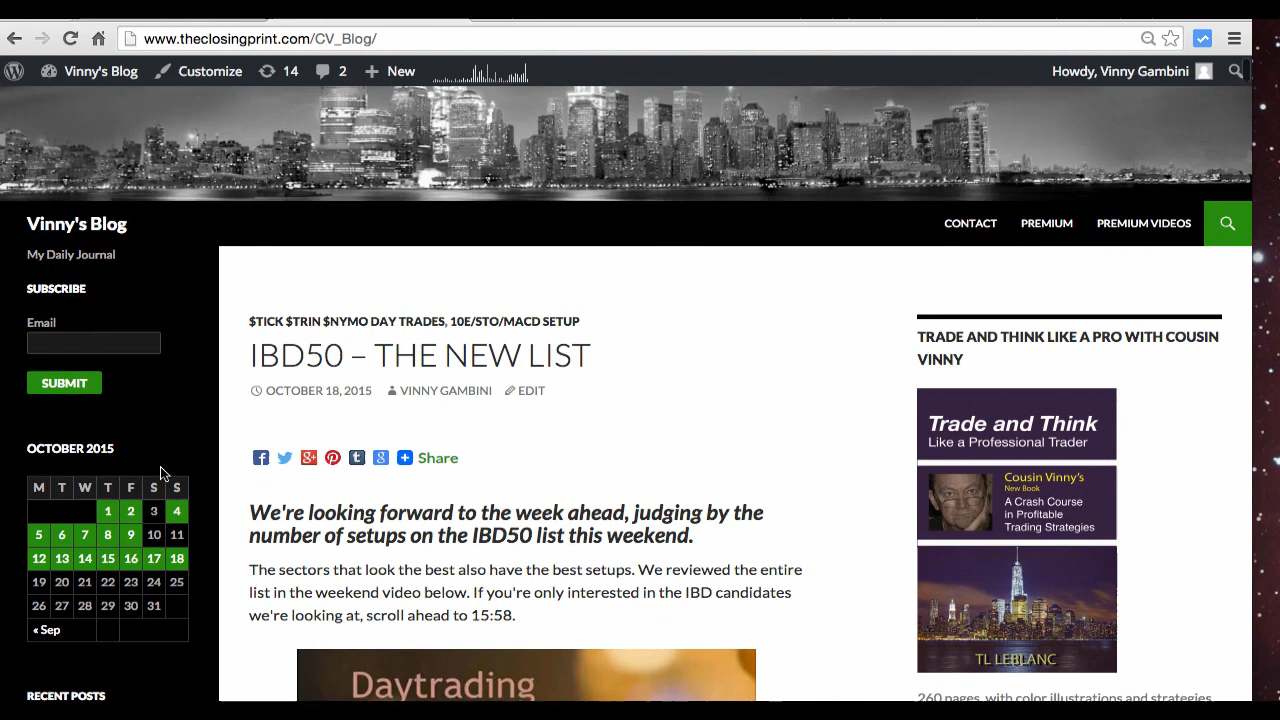 www.theclosingprint.com/CV_Blog/
Vinny's Blog
Customize
14
2
New
Howdy, Vinny Gambini
Vinny's Blog
CONTACT
PREMIUM
PREMIUM VIDEOS
My Daily Journal
SUBSCRIBE
Email
SUBMIT
OCTOBER 2015
M T W T F S S
1 2 3 4
5 6 7 8 9 10 11
12 13 14 15 16 17 18
19 20 21 22 23 24 25
26 27 28 29 30 31
« Sep
RECENT POSTS
$TICK $TRIN $NYMO DAY TRADES, 10E/STO/MACD SETUP
IBD50 – THE NEW LIST
OCTOBER 18, 2015 VINNY GAMBINI EDIT
Share
We're looking forward to the week ahead, judging by the
number of setups on the IBD50 list this weekend.
The sectors that look the best also have the best setups. We reviewed the entire
list in the weekend video below. If you're only interested in the IBD candidates
we're looking at, scroll ahead to 15:58.
Daytrading
TRADE AND THINK LIKE A PRO WITH COUSIN
VINNY
Trade and Think
Like a Professional Trader
Cousin Vinny's
New Book
A Crash Course
in Profitable
Trading Strategies
TL LEBLANC
260 pages, with color illustrations and strategies